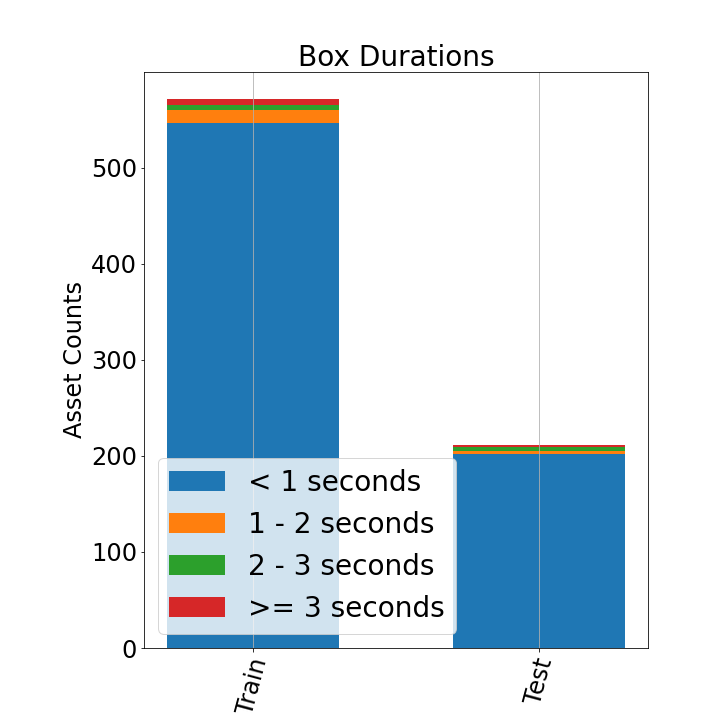 Box Durations
Asset Counts
500
400
300
200
100
0
< 1 seconds
1 - 2 seconds
2 - 3 seconds
>= 3 seconds
Train
Test